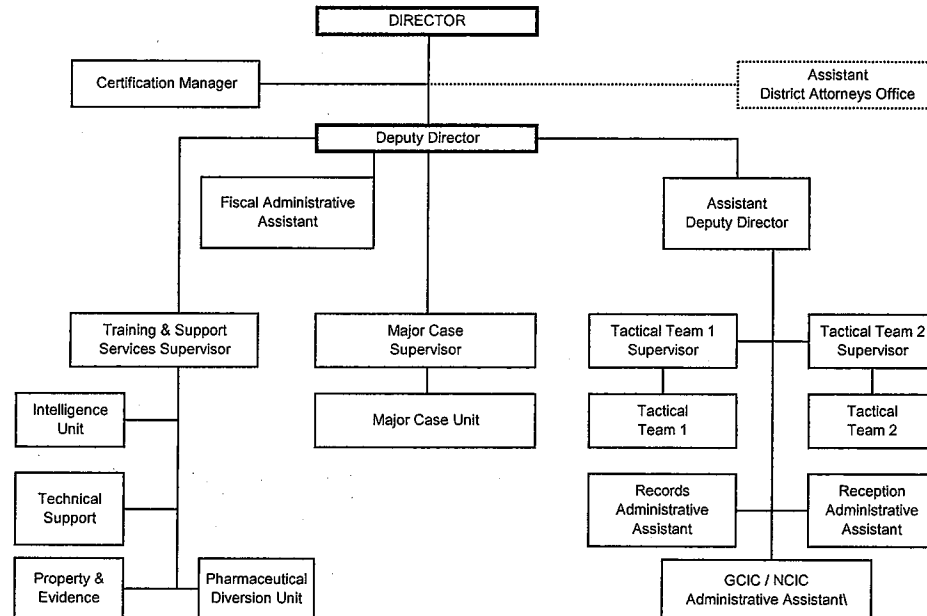 DIRECTOR
Certification Manager
Assistant
District Attorneys Office
Deputy Director
Fiscal Administrative
Assistant
Assistant
Deputy Director
Training & Support
Services Supervisor
Major Case
Supervisor
Tactical Team 1
Supervisor
Tactical Team 2
Supervisor
Intelligence
Unit
Major Case Unit
Tactical
Team 1
Tactical
Team 2
Technical
Support
Records
Administrative
Assistant
Reception
Administrative
Assistant
Property &
Evidence
Pharmaceutical
Diversion Unit
GCIC / NCIC
Administrative Assistant\